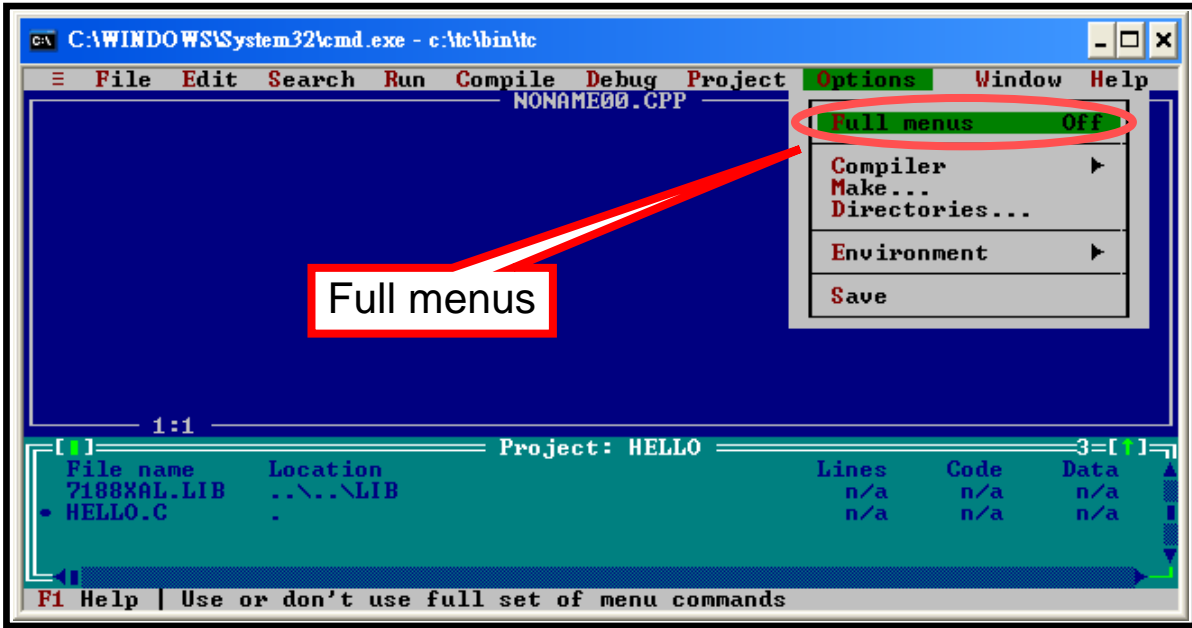 C:\WINDOWS\System32\cmd.exe - c:\tc\bin\tc
≡ File Edit Search Run Compile Debug Project Options Window Help
NONAME00.CPP
Full menus Off
Compiler
Make...
Directories...
Environment
Save
Full menus
1:1
Project: HELLO 3
File name Location Lines Code Data
7188XAL.LIB ..\..\LIB n/a n/a n/a
• HELLO.C . n/a n/a n/a
F1 Help | Use or don't use full set of menu commands